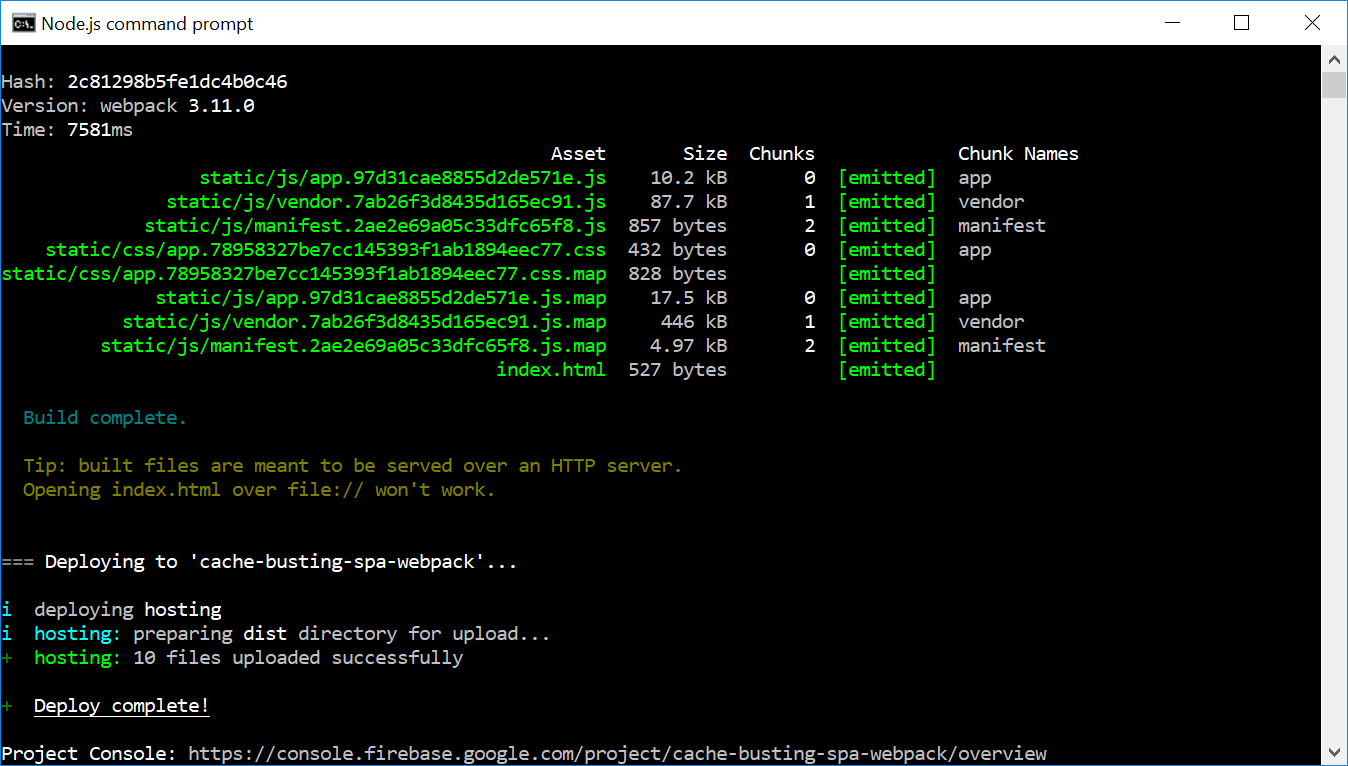 Node.js command prompt
Hash: 2c81298b5fe1dc4b0c46
Version: webpack 3.11.0
Time: 7581ms
Asset Size Chunks Chunk Names
static/js/app.97d31cae8855d2de571e.js 10.2 kB 0 [emitted] app
static/js/vendor.7ab26f3d8435d165ec91.js 87.7 kB 1 [emitted] vendor
static/js/manifest.2ae2e69a05c33dfc65f8.js 857 bytes 2 [emitted] manifest
static/css/app.78958327be7cc145393f1ab1894eec77.css 432 bytes 0 [emitted] app
static/css/app.78958327be7cc145393f1ab1894eec77.css.map 828 bytes [emitted]
static/js/app.97d31cae8855d2de571e.js.map 17.5 kB 0 [emitted] app
static/js/vendor.7ab26f3d8435d165ec91.js.map 446 kB 1 [emitted] vendor
static/js/manifest.2ae2e69a05c33dfc65f8.js.map 4.97 kB 2 [emitted] manifest
index.html 527 bytes [emitted]
Build complete.
Tip: built files are meant to be served over an HTTP server.
Opening index.html over file:// won't work.
=== Deploying to 'cache-busting-spa-webpack'...
i deploying hosting
i hosting: preparing dist directory for upload...
+ hosting: 10 files uploaded successfully
+ Deploy complete!
Project Console: https://console.firebase.google.com/project/cache-busting-spa-webpack/overview